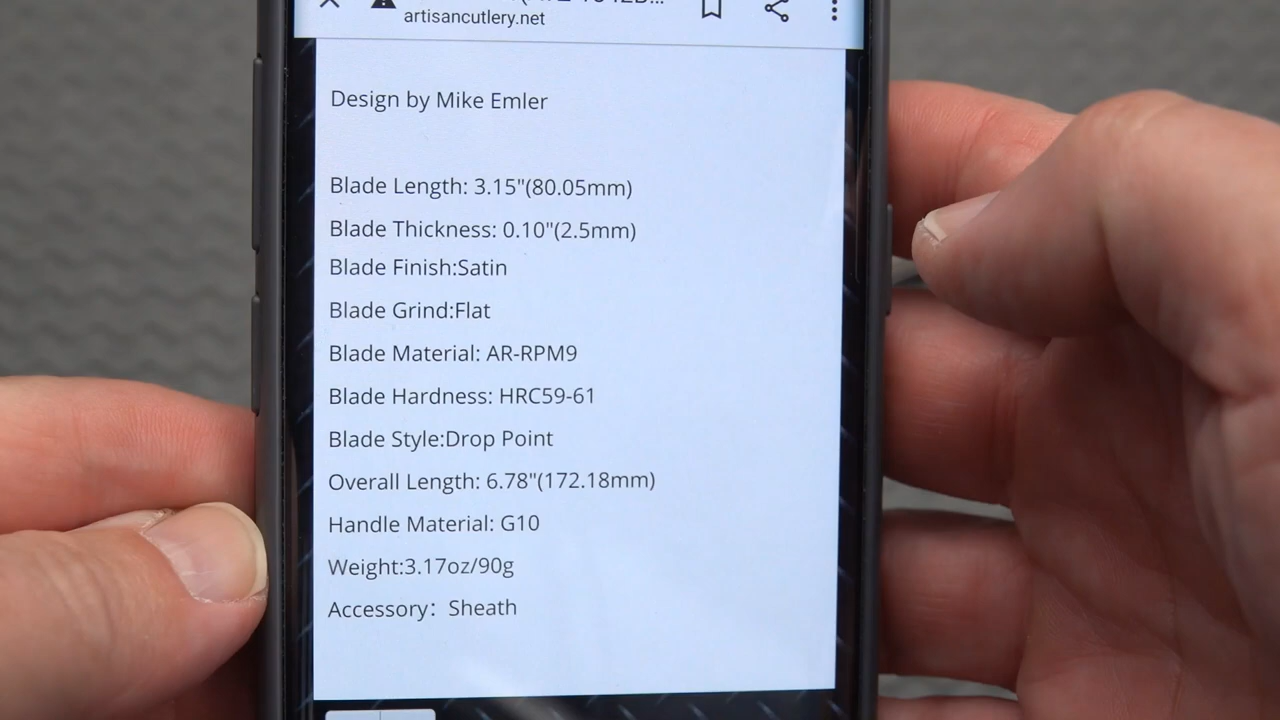 artisancutlery.net
Design by Mike Emler
Blade Length: 3.15"(80.05mm)
Blade Thickness: 0.10"(2.5mm)
Blade Finish:Satin
Blade Grind:Flat
Blade Material: AR-RPM9
Blade Hardness: HRC59-61
Blade Style:Drop Point
Overall Length: 6.78"(172.18mm)
Handle Material: G10
Weight:3.17oz/90g
Accessory： Sheath